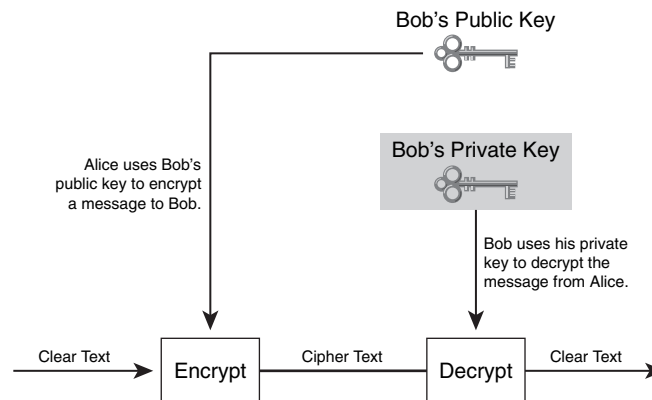 Bob's Public Key
Bob's Private Key
Alice uses Bob's
public key to encrypt
a message to Bob.
Bob uses his private
key to decrypt the
message from Alice.
Clear Text
Encrypt
Cipher Text
Decrypt
Clear Text